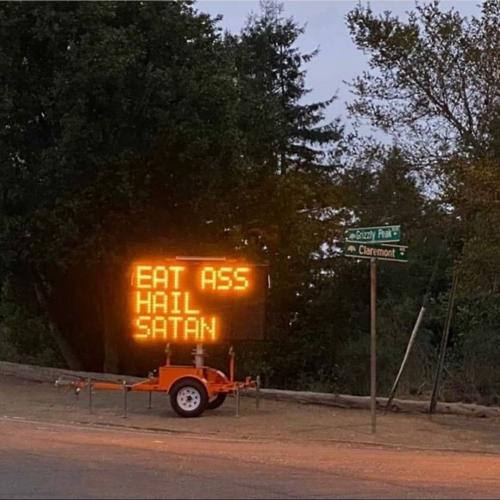 EAT ASS
HAIL
SATAN
Grizzly Peak
Claremont